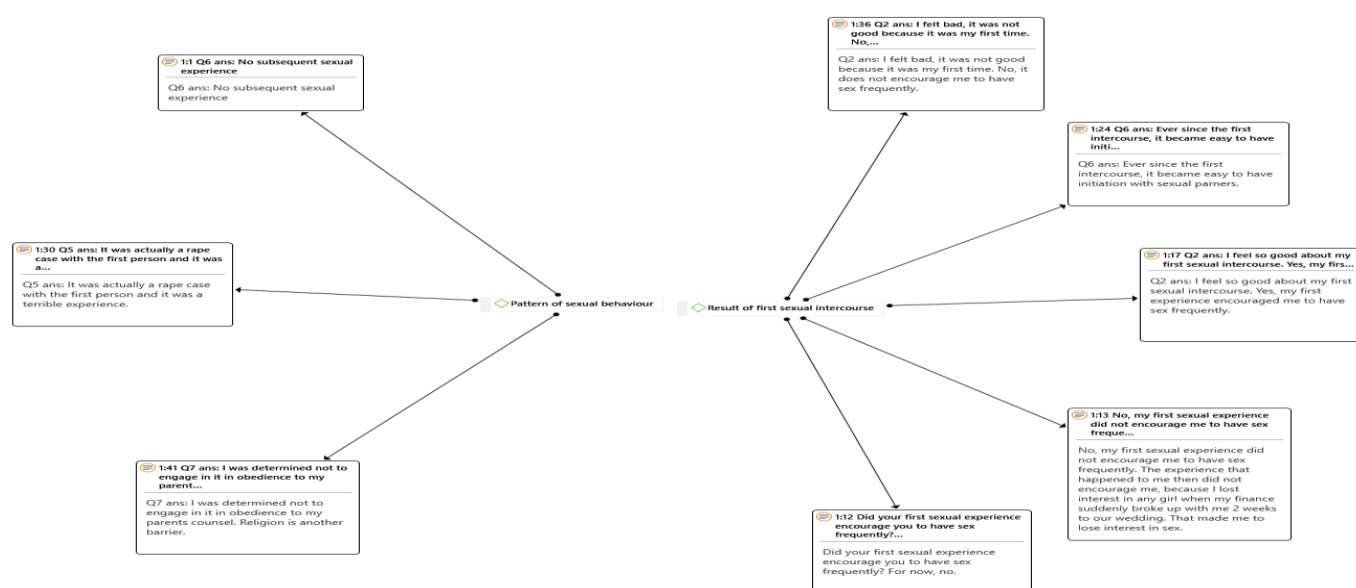 1:1 Q6 ans: No subsequent sexual
experience
Q6 ans: No subsequent sexual
experience
1:30 Q5 ans: It was actually a rape
case with the first person and it was
a...
Q5 ans: It was actually a rape case
with the first person and it was a
terrible experience.
1:41 Q7 ans: I was determined not to
engage in it in obedience to my
parent...
Q7 ans: I was determined not to
engage in it in obedience to my
parents counsel. Religion is another
barrier.
Pattern of sexual behaviour
Result of first sexual intercourse
1:36 Q2 ans: I felt bad, it was not
good because it was my first time.
No,...
Q2 ans: I felt bad, it was not good
because it was my first time. No, it
does not encourage me to have
sex frequently.
1:24 Q6 ans: Ever since the first
intercourse, it became easy to have
initi...
Q6 ans: Ever since the first
intercourse, it became easy to have
initiation with sexual parners.
1:17 Q2 ans: I feel so good about my
first sexual intercourse. Yes, my firs...
Q2 ans: I feel so good about my first
sexual intercourse. Yes, my first
experience encouraged me to have
sex frequently.
1:13 No, my first sexual experience
did not encourage me to have sex
freque...
No, my first sexual experience did
not encourage me to have sex
frequently. The experience that
happened to me then did not
encourage me, because I lost
interest in any girl when my finance
suddenly broke up with me 2 weeks
to our wedding. That made me to
lose interest in sex.
1:12 Did your first sexual experience
encourage you to have sex
frequently?...
Did your first sexual experience
encourage you to have sex
frequently? For now, no.